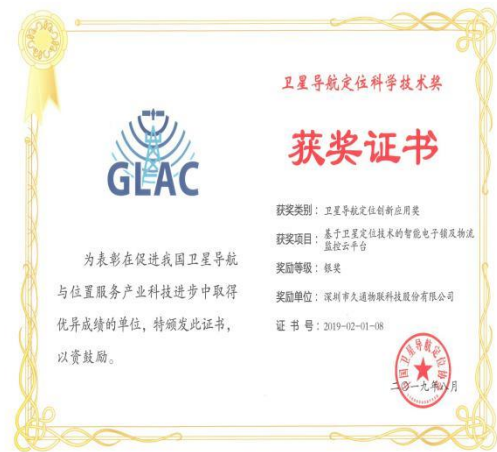 GLAC
为表彰在促进我国卫星导航
与位置服务产业科技进步中取得
优异成绩的单位，特颁发此证书，
以资鼓励。
卫星导航定位科学技术奖
获奖证书
获奖类别：卫星导航定位创新应用奖
获奖项目：基于卫星定位技术的智能电子锁及物流
监控云平台
奖励等级：银奖
奖励单位：深圳市久通物联科技股份有限公司
证 书 号：2019-02-01-08
二〇一九年八月